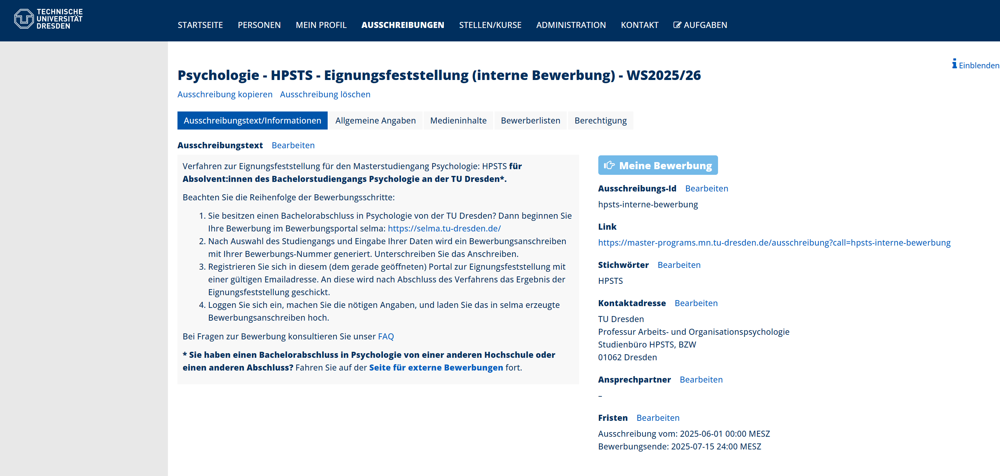 TECHNISCHE
UNIVERSITÄT
DRESDEN
STARTSEITE PERSONEN MEIN PROFIL AUSSCHREIBUNGEN STELLEN/KURSE ADMINISTRATION KONTAKT AUFGABEN
Einblenden
Psychologie - HPSTS - Eignungsfeststellung (interne Bewerbung) - WS2025/26
Ausschreibung kopieren Ausschreibung löschen
Ausschreibungstext/Informationen Allgemeine Angaben Medieninhalte Bewerberlisten Berechtigung
Ausschreibungstext Bearbeiten
Verfahren zur Eignungsfeststellung für den Masterstudiengang Psychologie: HPSTS für
Absolvent:innen des Bachelorstudiengangs Psychologie an der TU Dresden*.
Beachten Sie die Reihenfolge der Bewerbungsschritte:
1. Sie besitzen einen Bachelorabschluss in Psychologie von der TU Dresden? Dann beginnen Sie
Ihre Bewerbung im Bewerbungsportal selma: https://selma.tu-dresden.de/
2. Nach Auswahl des Studiengangs und Eingabe Ihrer Daten wird ein Bewerbungsanschreiben
mit Ihrer Bewerbungs-Nummer generiert. Unterschreiben Sie das Anschreiben.
3. Registrieren Sie sich in diesem (dem gerade geöffneten) Portal zur Eignungsfeststellung mit
einer gültigen Emailadresse. An diese wird nach Abschluss des Verfahrens das Ergebnis der
Eignungsfeststellung geschickt.
4. Loggen Sie sich ein, machen Sie die nötigen Angaben, und laden Sie das in selma erzeugte
Bewerbungsanschreiben hoch.
Bei Fragen zur Bewerbung konsultieren Sie unser FAQ
* Sie haben einen Bachelorabschluss in Psychologie von einer anderen Hochschule oder
einen anderen Abschluss? Fahren Sie auf der Seite für externe Bewerbungen fort.
Meine Bewerbung
Ausschreibungs-Id Bearbeiten
hpsts-interne-bewerbung
Link
https://master-programs.mn.tu-dresden.de/ausschreibung?call=hpsts-interne-bewerbung
Stichwörter Bearbeiten
HPSTS
Kontaktadresse Bearbeiten
TU Dresden
Professur Arbeits- und Organisationspsychologie
Studienbüro HPSTS, BZW
01062 Dresden
Ansprechpartner Bearbeiten
–
Fristen Bearbeiten
Ausschreibung vom: 2025-06-01 00:00 MESZ
Bewerbungsende: 2025-07-15 24:00 MESZ